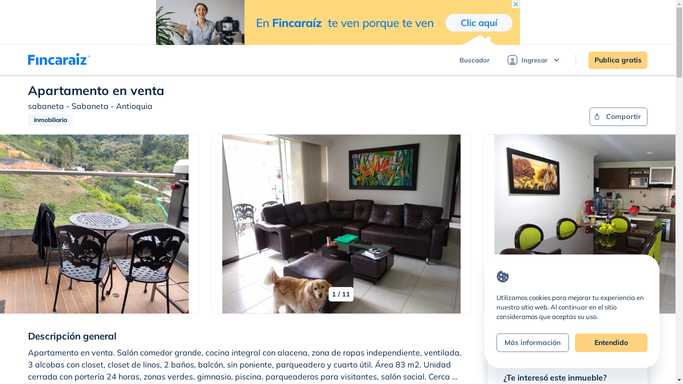 En Fincaraíz te ven porque te ven
Clic aquí
Fincaraiz
Buscador
Ingresar
Publica gratis
Apartamento en venta
sabaneta - Sabaneta - Antioquia
Inmobiliaria
Compartir
1 / 11
Utilizamos cookies para mejorar tu experiencia en
nuestro sitio web. Al continuar en el sitio
consideramos que aceptas su uso.
Más información
Entendido
Descripción general
Apartamento en venta. Salón comedor grande, cocina integral con alacena, zona de ropas independiente, ventilada.
3 alcobas con closet, closet de linos, 2 baños, balcón, sin poniente, parqueadero y cuarto útil. Área 83 m2. Unidad
cerrada con portería 24 horas, zonas verdes, gimnasio, piscina, parqueaderos para visitantes, salón social. Cerca ...
¿Te interesó este inmueble?